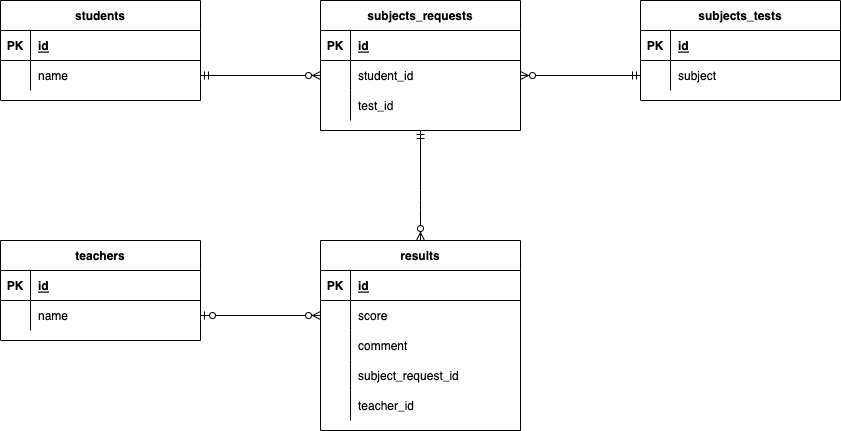 students
PK id
name
subjects_requests
PK id
student_id
test_id
subjects_tests
PK id
subject
teachers
PK id
name
results
PK id
score
comment
subject_request_id
teacher_id